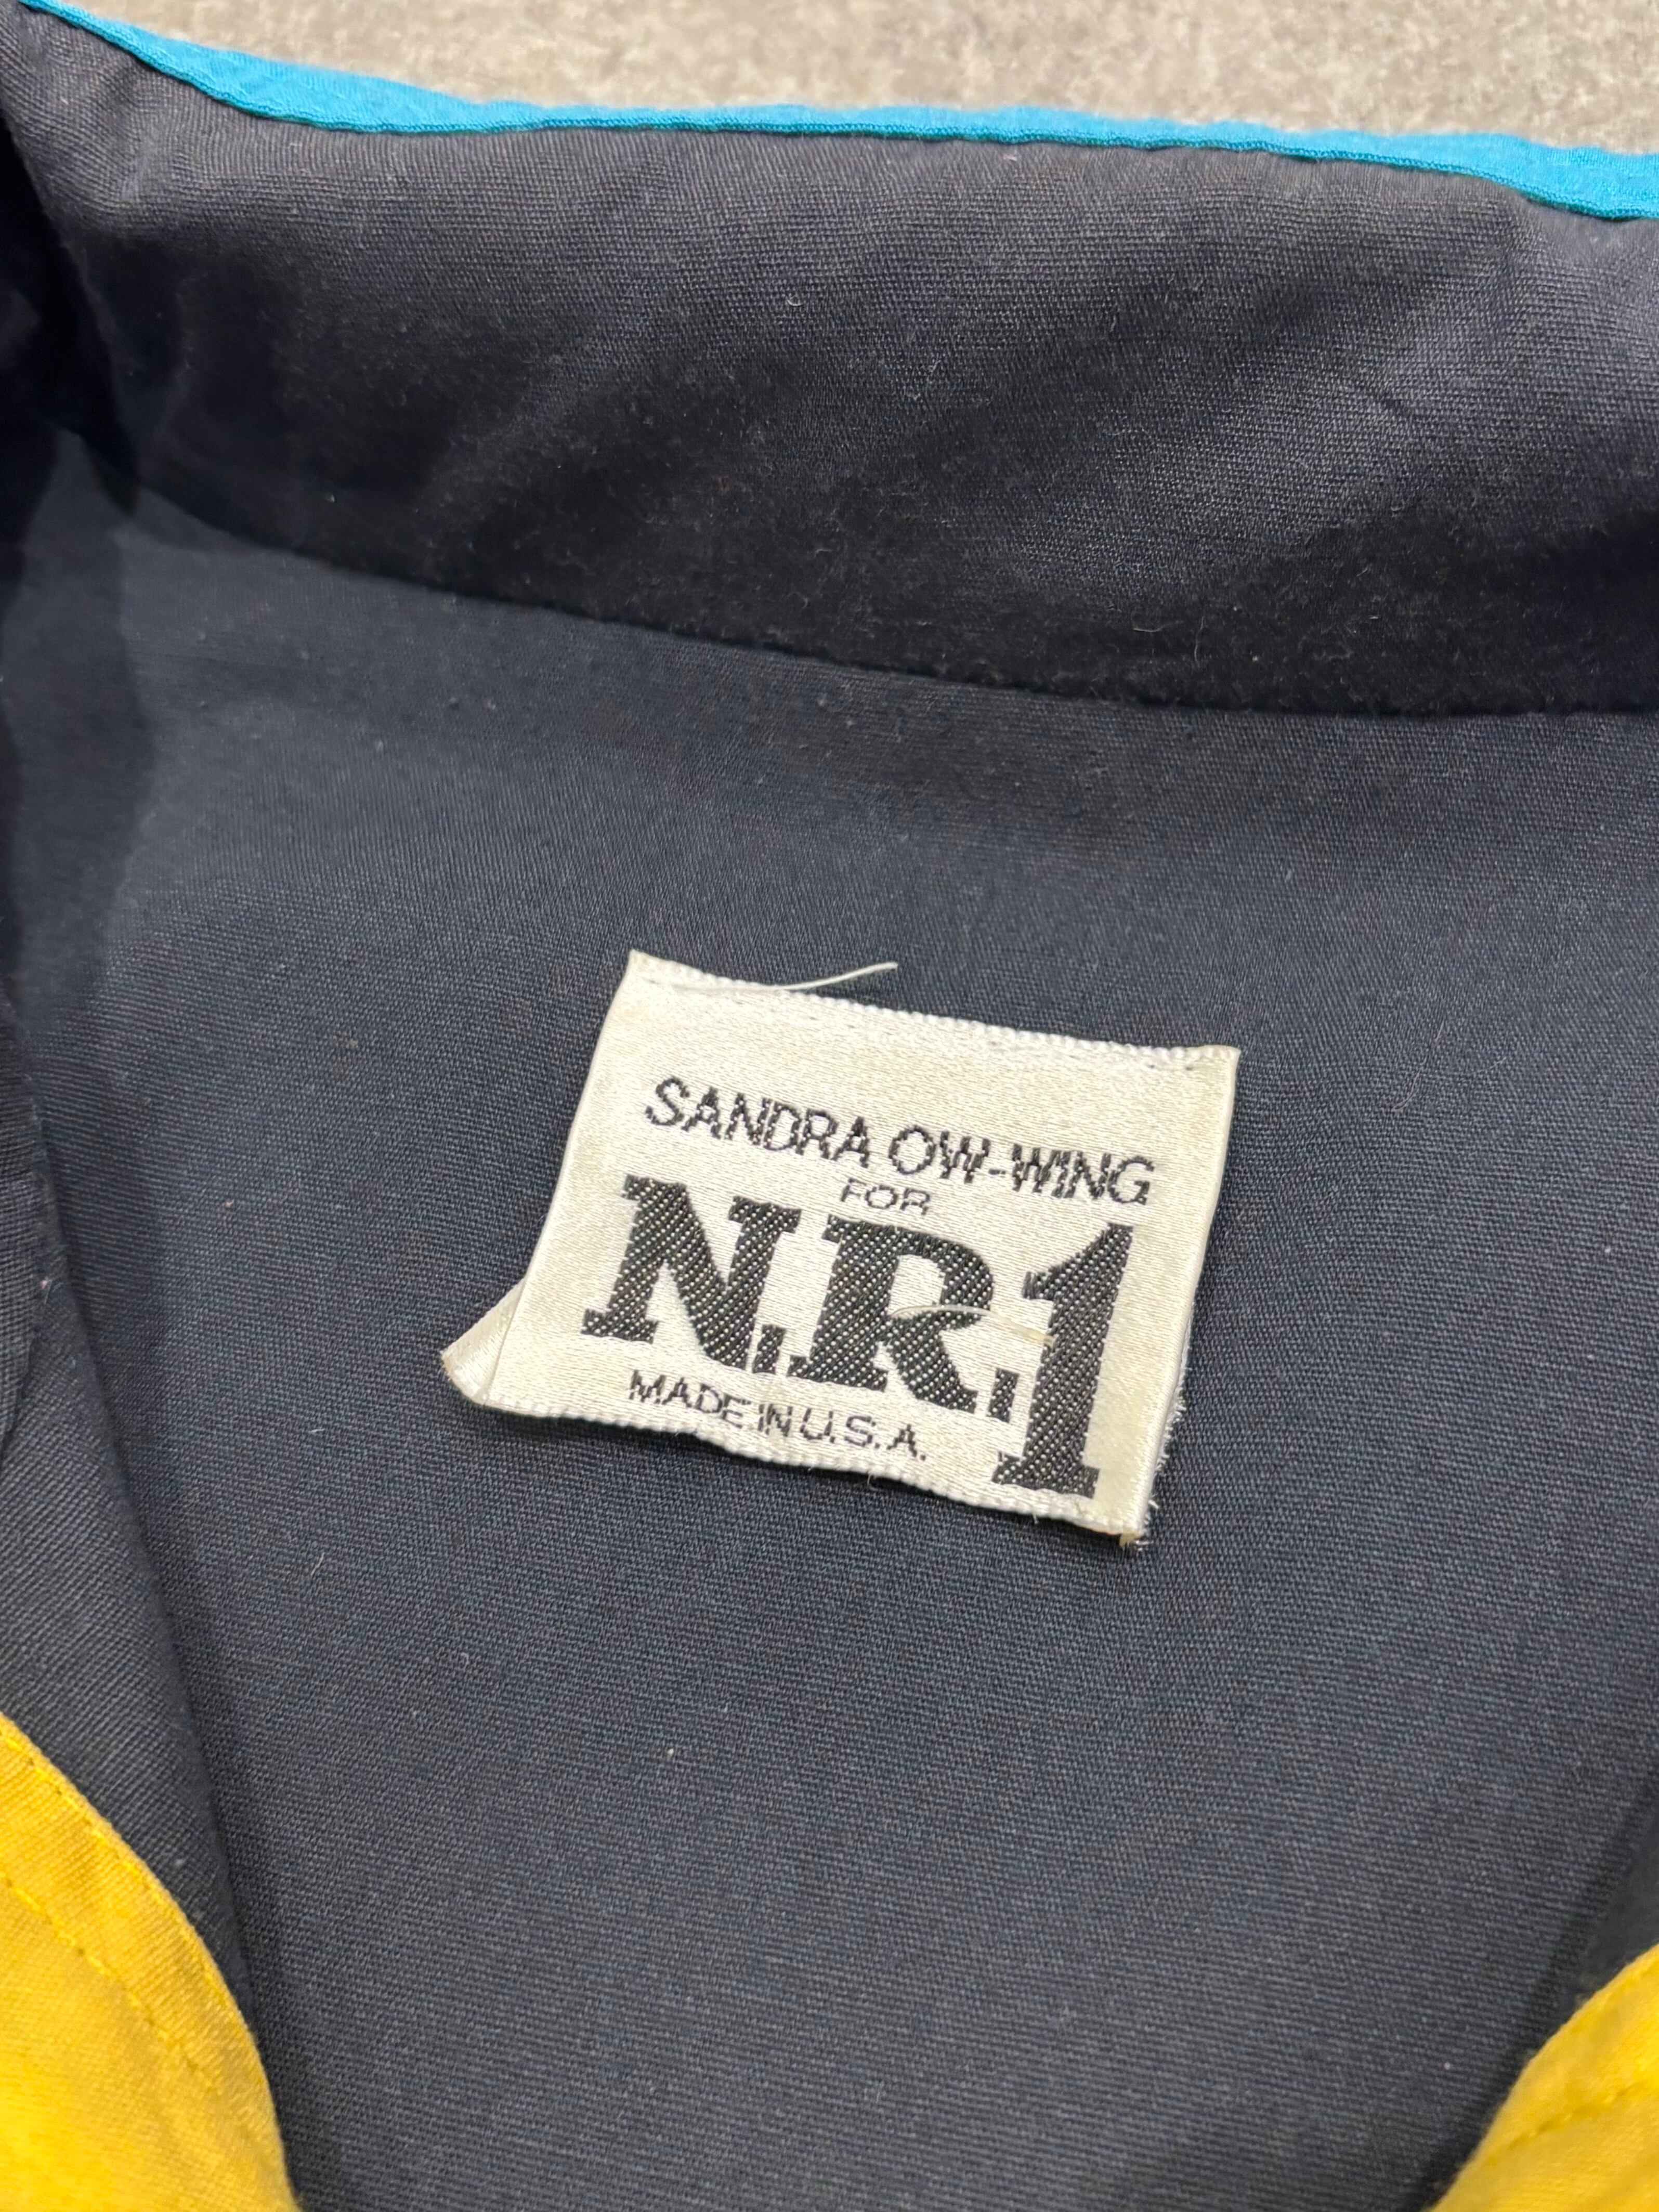 SANDRA OW-WING
FOR
N.R.1
MADE IN U.S.A.